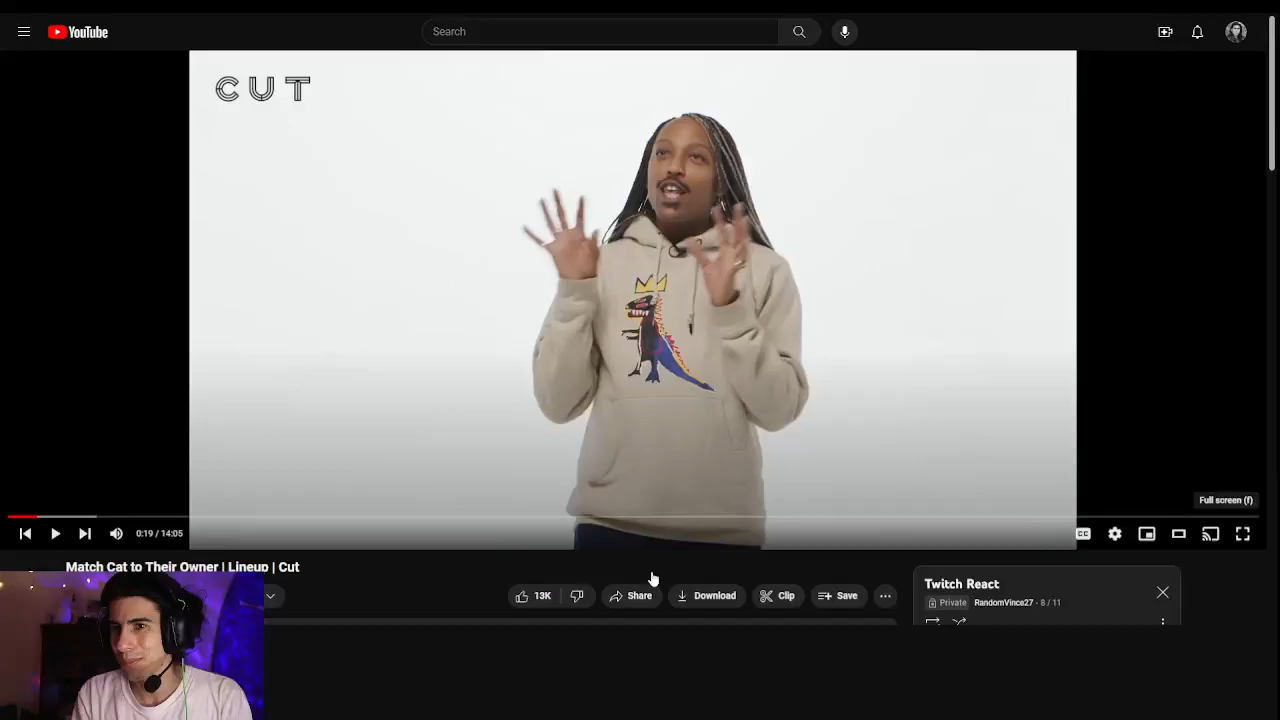 YouTube
Search
CUT
Full screen (f)
0:19 / 14:05
CC
Match Cat to Their Owner | Lineup | Cut
13K
Share
Download
Clip
Save
Twitch React
Private
RandomVince27 - 8 / 11